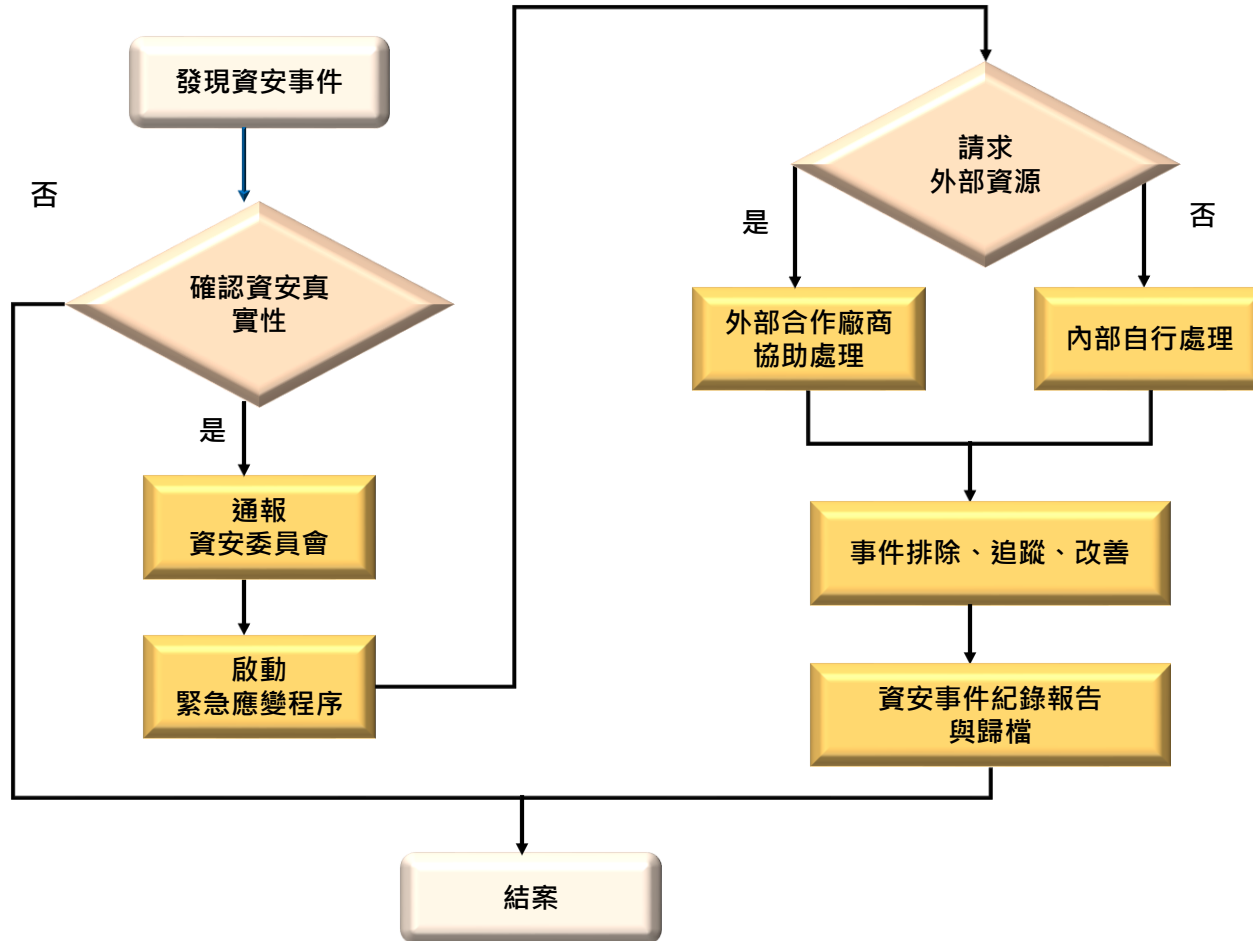 發現資安事件
否
確認資安真
實性
是
通報
資安委員會
啟動
緊急應變程序
請求
外部資源
是
否
外部合作廠商
協助處理
內部自行處理
事件排除、追蹤、改善
資安事件紀錄報告
與歸檔
結案